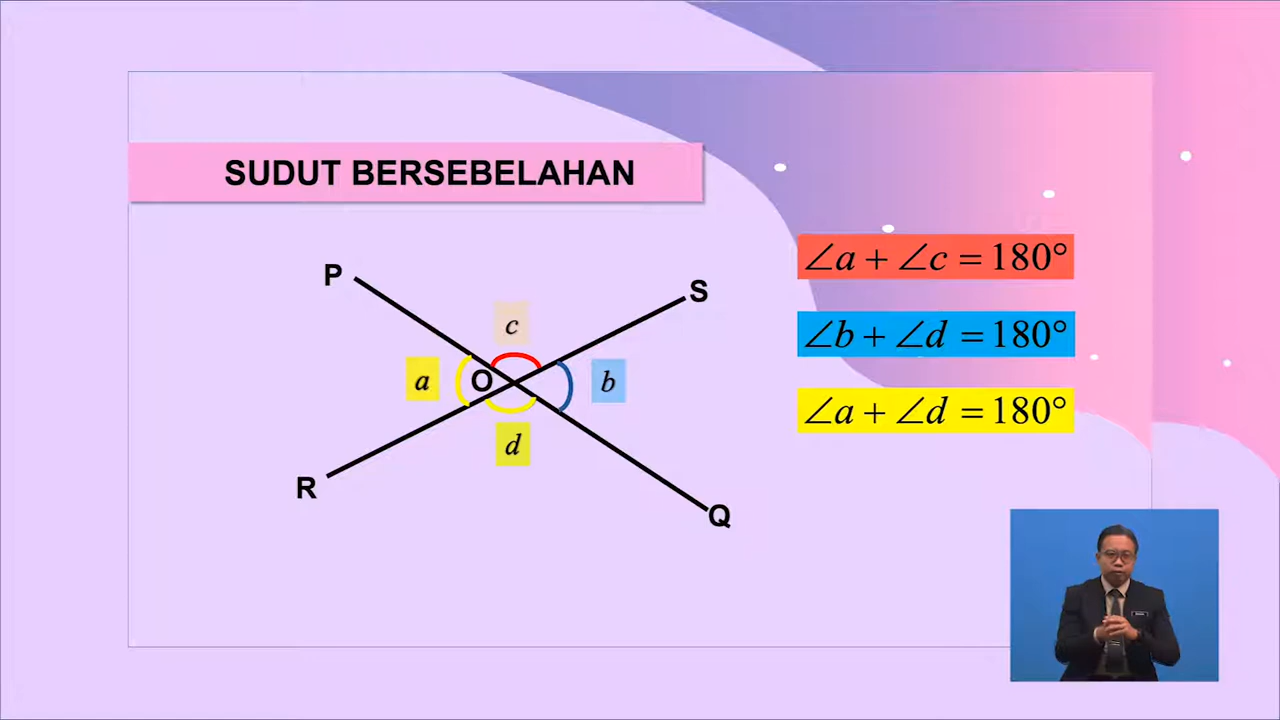 SUDUT BERSEBELAHAN
∠a + ∠c = 180°
P
S
c
∠b + ∠d = 180°
a
O
b
∠a + ∠d = 180°
d
R
Q